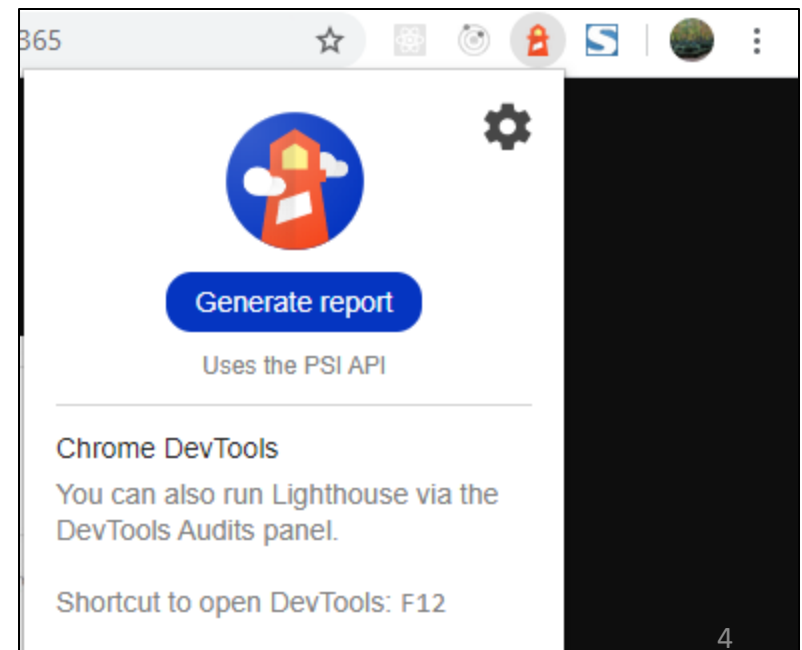 365
Generate report
Uses the PSI API
Chrome DevTools
You can also run Lighthouse via the
DevTools Audits panel.
Shortcut to open DevTools: F12
4